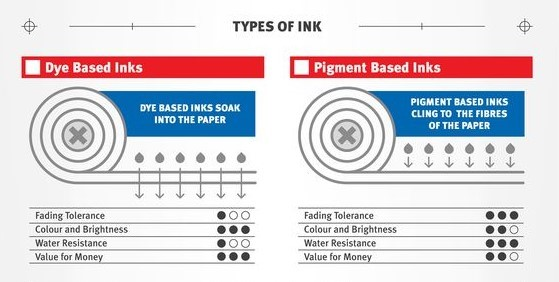 TYPES OF INK
Dye Based Inks
DYE BASED INKS SOAK
INTO THE PAPER
Fading Tolerance
Colour and Brightness
Water Resistance
Value for Money
Pigment Based Inks
PIGMENT BASED INKS
CLING TO THE FIBRES
OF THE PAPER
Fading Tolerance
Colour and Brightness
Water Resistance
Value for Money